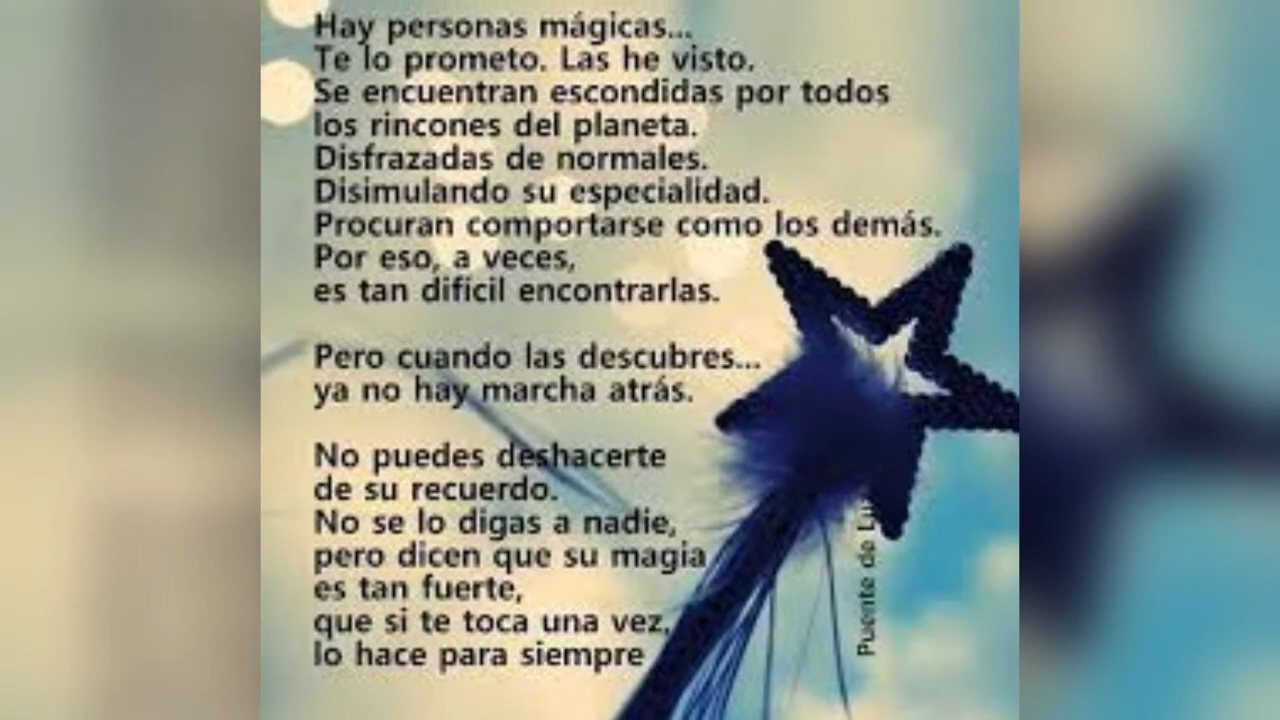 Hay personas mágicas...
Te lo prometo. Las he visto.
Se encuentran escondidas por todos
los rincones del planeta.
Disfrazadas de normales.
Disimulando su especialidad.
Procuran comportarse como los demás.
Por eso, a veces,
es tan dificil encontrarlas.
Pero cuando las descubres...
ya no hay marcha atrás.
No puedes deshacerte
de su recuerdo.
No se lo digas a nadie,
pero dicen que su magia
es tan fuerte,
que si te toca una vez,
lo hace para siempre
Puente de